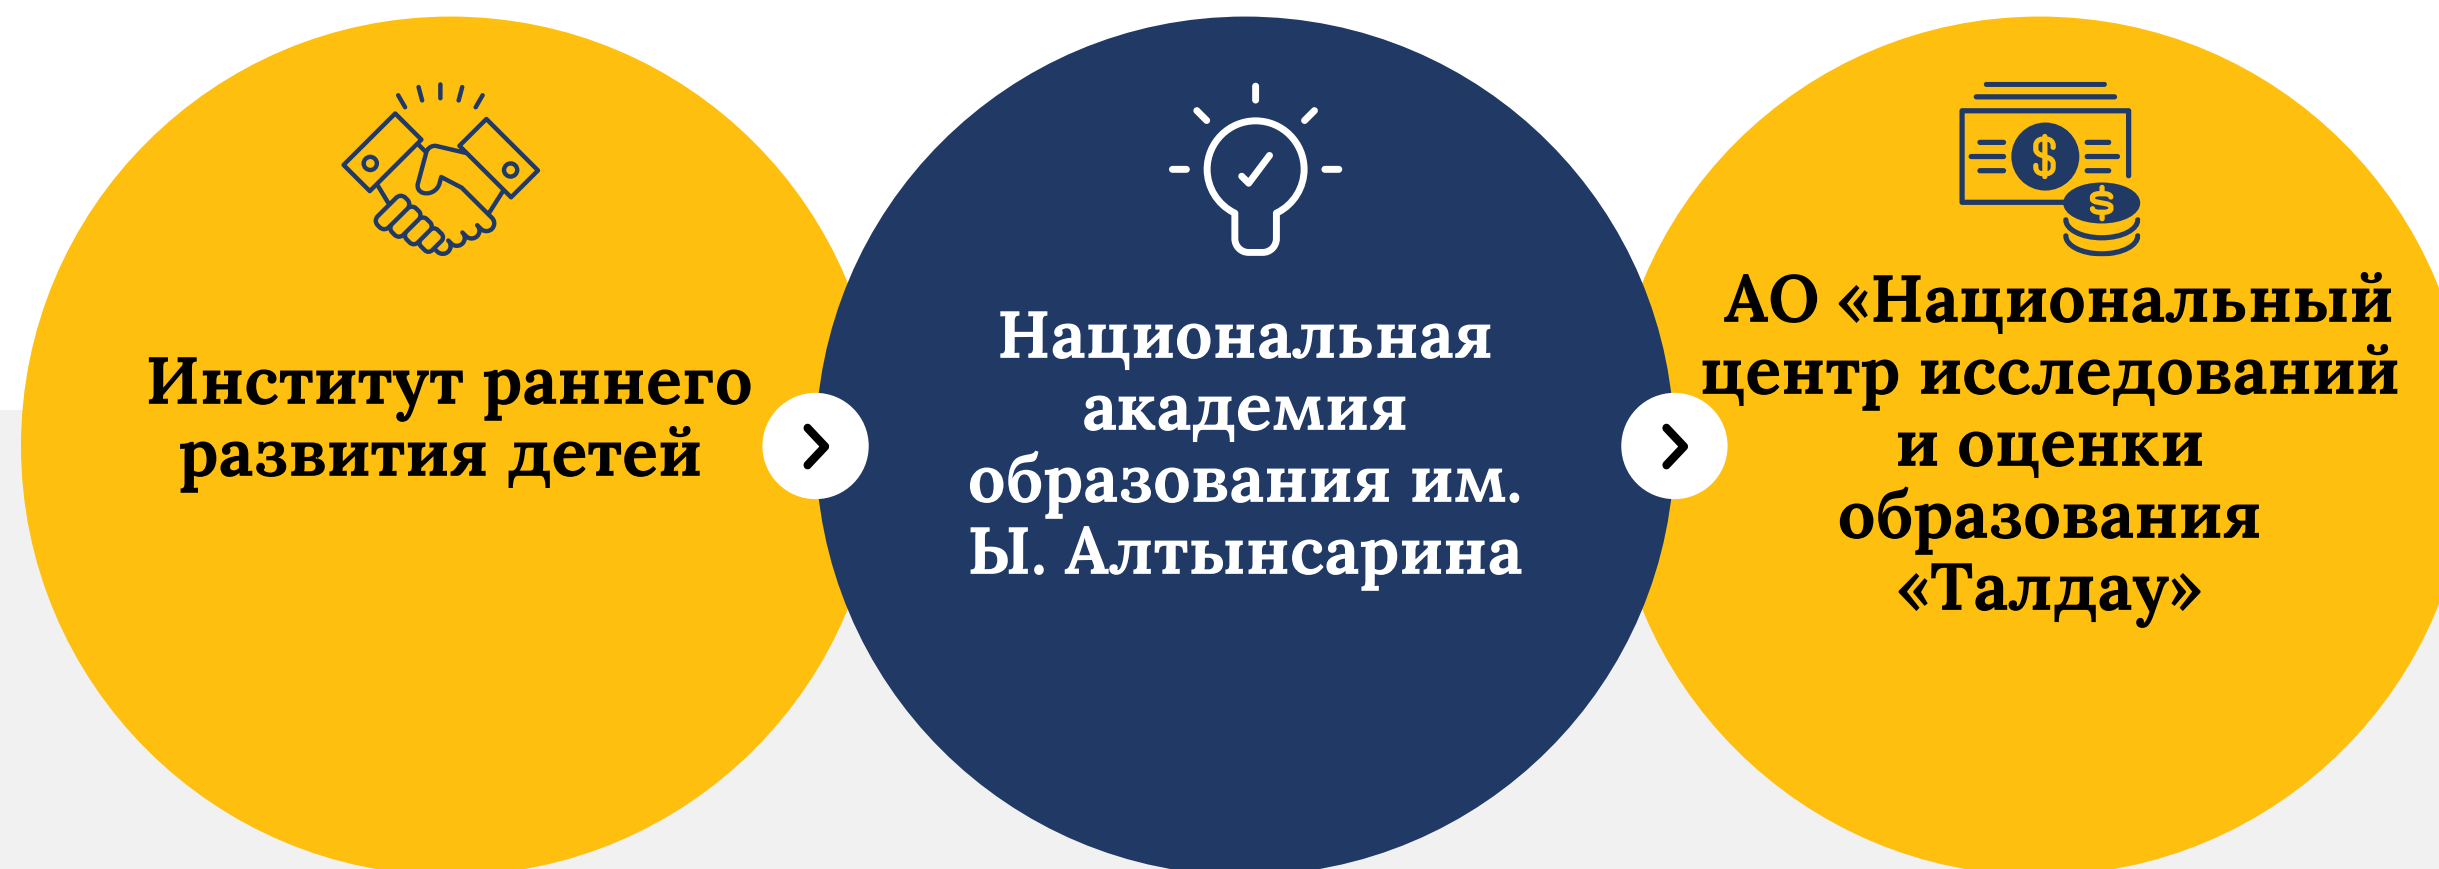 Институт раннего
развития детей
Национальная
академия
образования им.
Ы. Алтынсарина
АО «Национальный
центр исследований
и оценки
образования
«Талдау»